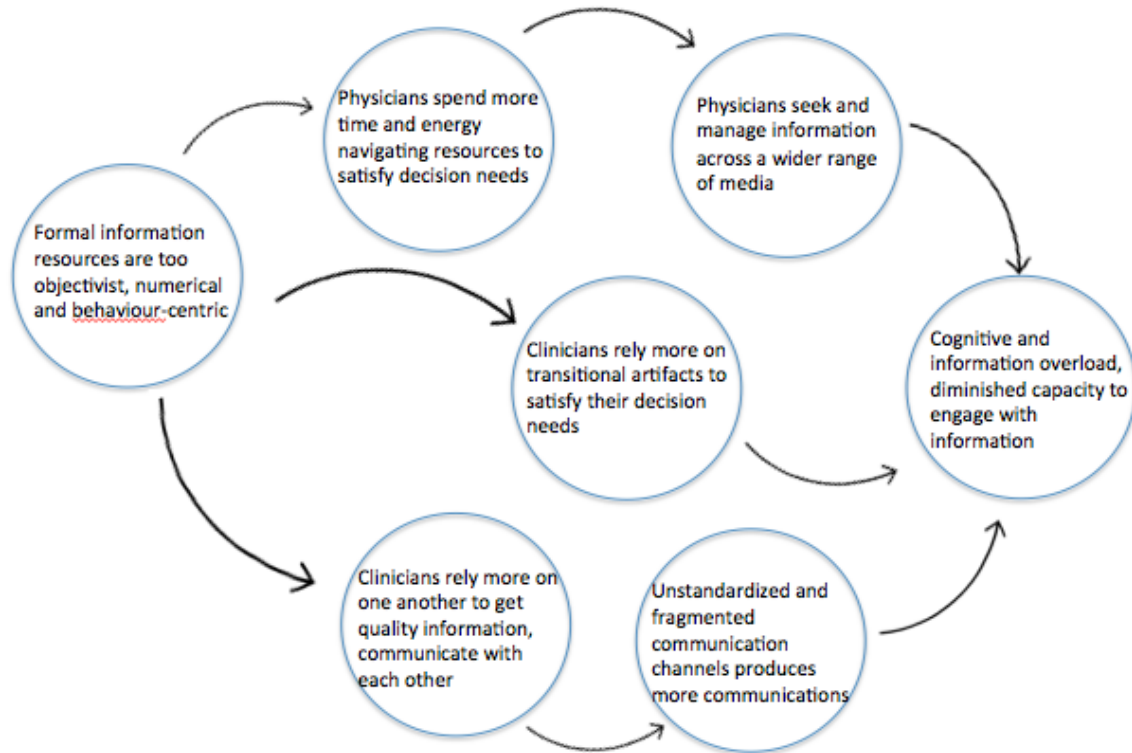 Physicians spend more
time and energy
navigating resources to
satisfy decision needs
Physicians seek and
manage information
across a wider range
of media
Formal information
resources are too
objectivist, numerical
and behaviour-centric
Clinicians rely more on
transitional artifacts to
satisfy their decision
needs
Cognitive and
information overload,
diminished capacity to
engage with
information
Clinicians rely more on
one another to get
quality information,
communicate with
each other
Unstandardized and
fragmented
communication
channels produces
more communications